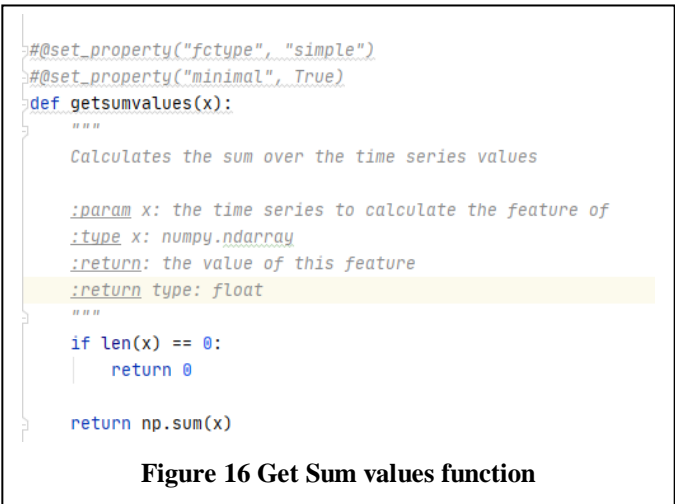 #@set_property("fctype", "simple")
#@set_property("minimal", True)
def getsumvalues(x):
    """
    Calculates the sum over the time series values

    :param x: the time series to calculate the feature of
    :type x: numpy.ndarray
    :return: the value of this feature
    :return type: float
    """
    if len(x) == 0:
        return 0

    return np.sum(x)
Figure 16 Get Sum values function